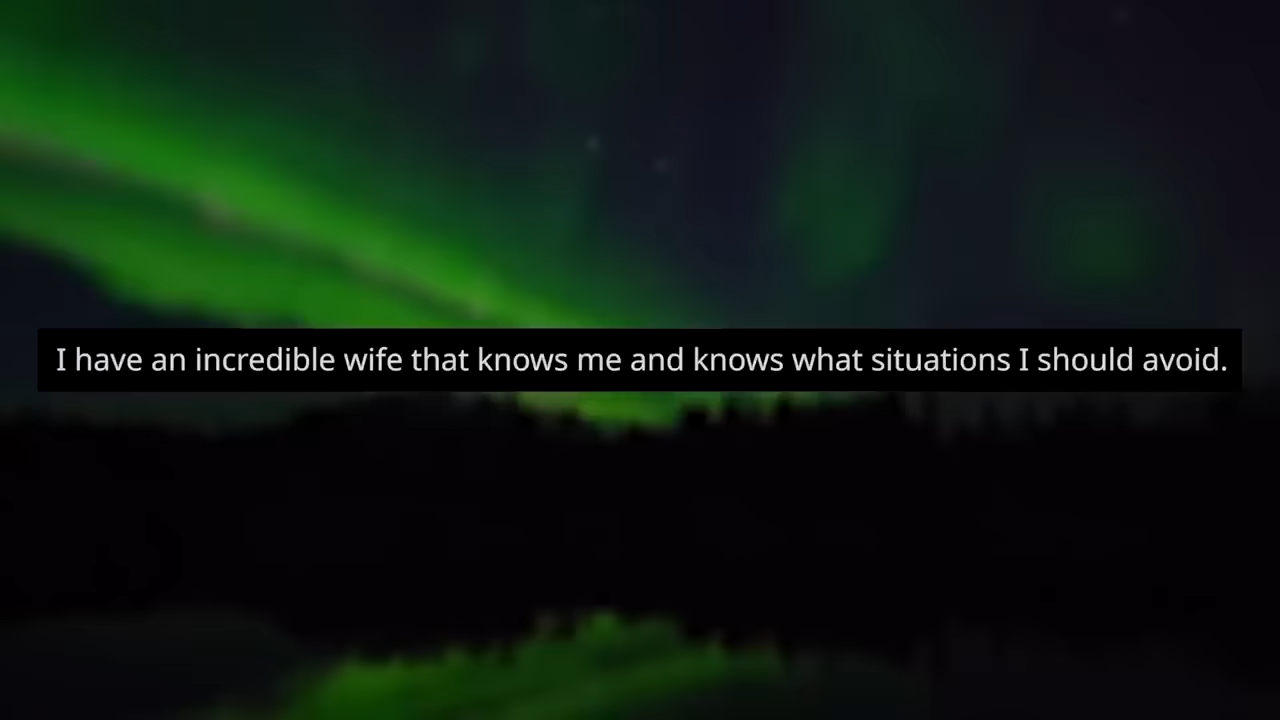 I have an incredible wife that knows me and knows what situations I should avoid.